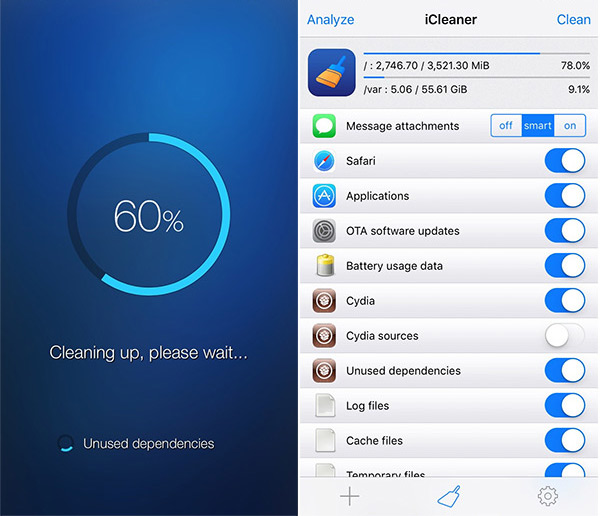 60%
Cleaning up, please wait...
Unused dependencies
Analyze iCleaner Clean
/ : 2,746.70 / 3,521.30 MiB 78.0%
/var : 5.06 / 55.61 GiB 9.1%
Message attachments off smart on
Safari
Applications
OTA software updates
Battery usage data
Cydia
Cydia sources
Unused dependencies
Log files
Cache files
Temporary files